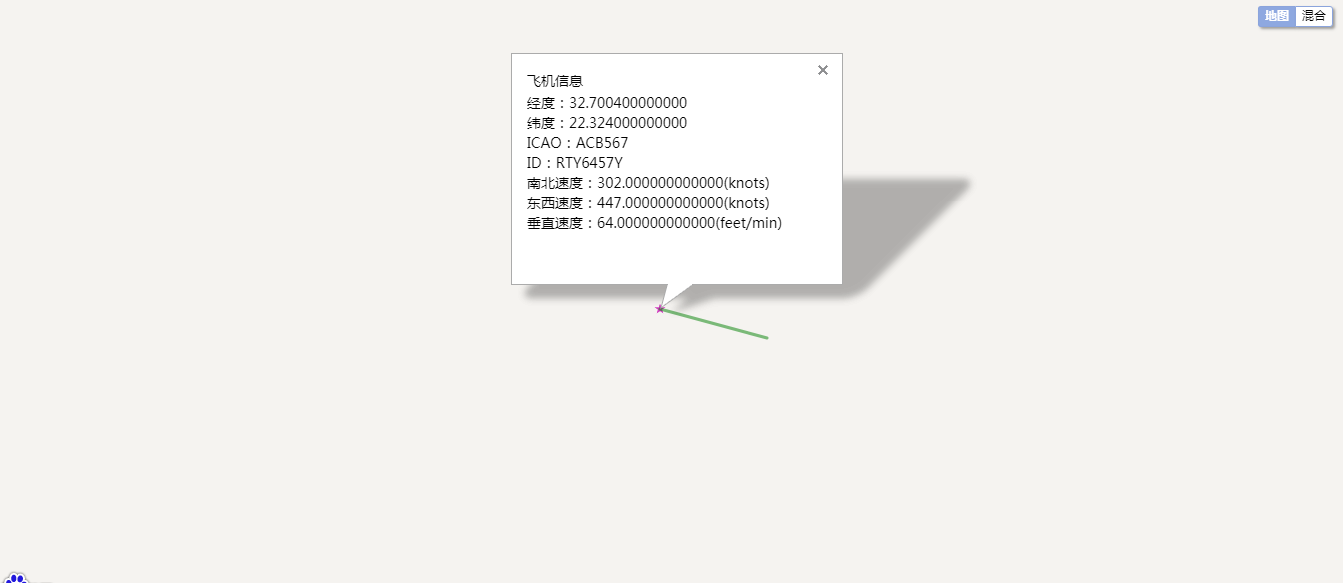 地图 混合
飞机信息
经度：32.700400000000
纬度：22.324000000000
ICAO：ACB567
ID：RTY6457Y
南北速度：302.000000000000(knots)
东西速度：447.000000000000(knots)
垂直速度：64.000000000000(feet/min)